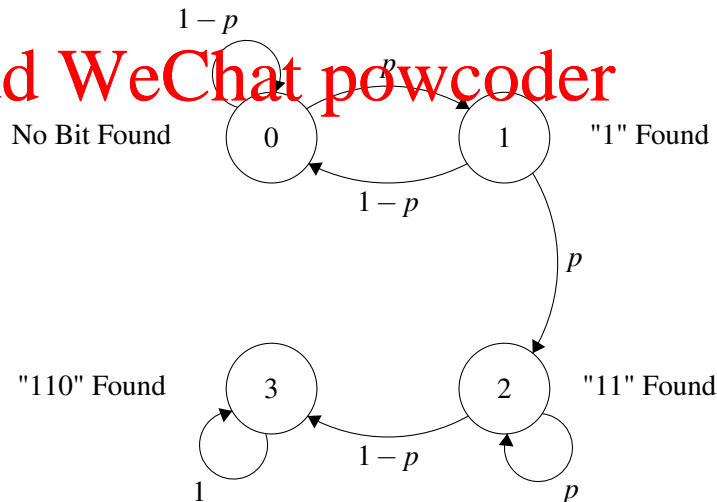 1 − p
d WeChat powcoder
p
No Bit Found 0 1 "1" Found
1 − p
p
"110" Found 3 2 "11" Found
1 − p
1 p